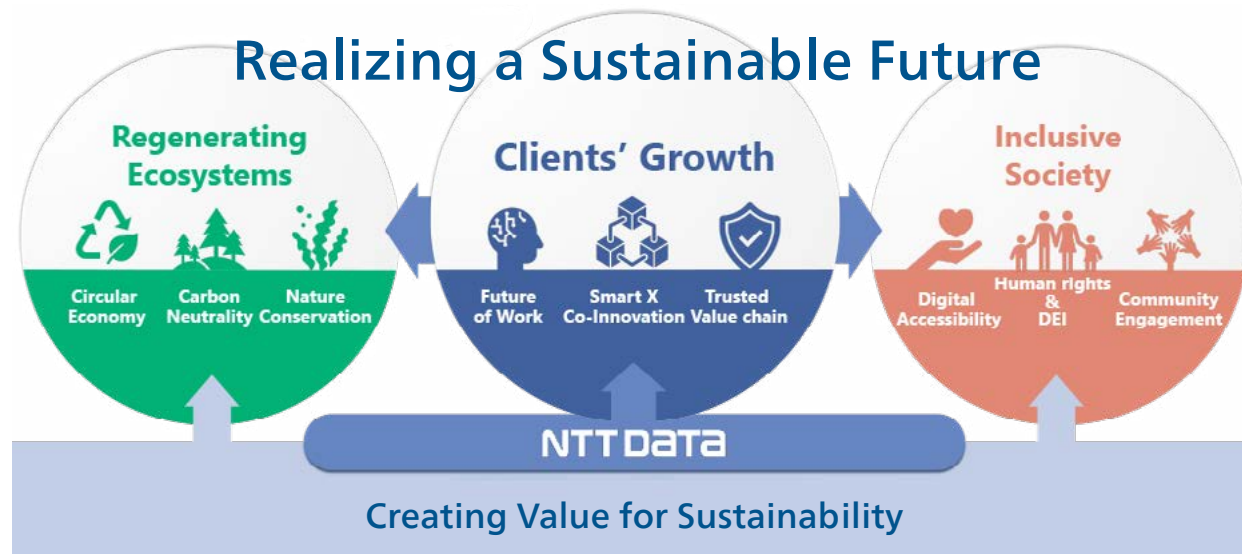 Realizing a Sustainable Future
Regenerating
Ecosystems
Circular
Economy
Carbon
Neutrality
Nature
Conservation
Clients' Growth
Future
of Work
Smart X
Co-Innovation
Trusted
Value chain
Inclusive
Society
Digital
Accessibility
Human rights
&
DEI
Community
Engagement
NTT DATA
Creating Value for Sustainability